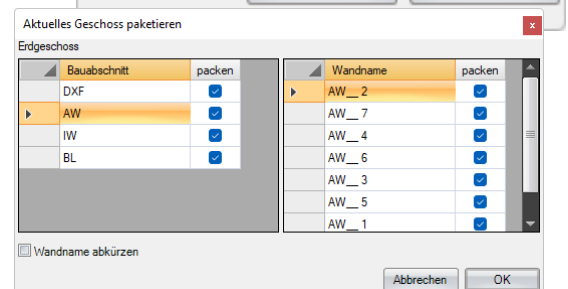 Aktuelles Geschoss paketieren
x
Erdgeschoss
Bauabschnitt packen
DXF
AW
IW
BL
Wandname packen
AW__ 2
AW__ 7
AW__ 4
AW__ 6
AW__ 3
AW__ 5
AW__ 1
Wandname abkürzen
Abbrechen OK